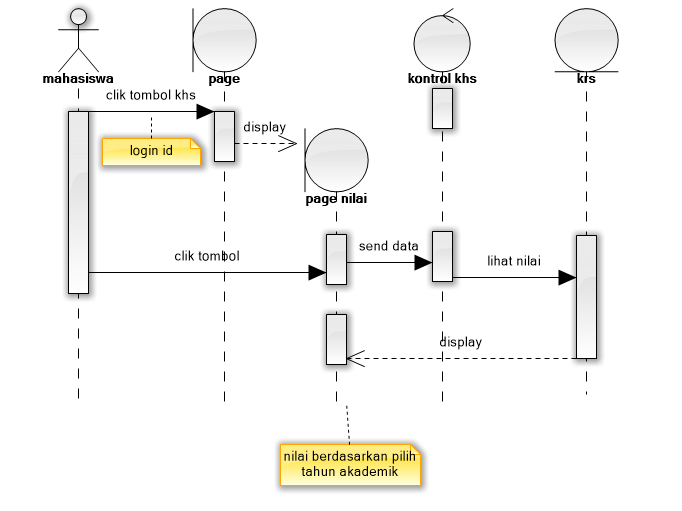 mahasiswa
page
kontrol khs
krs
clik tombol khs
login id
display
page nilai
clik tombol
send data
lihat nilai
display
nilai berdasarkan pilih
tahun akademik